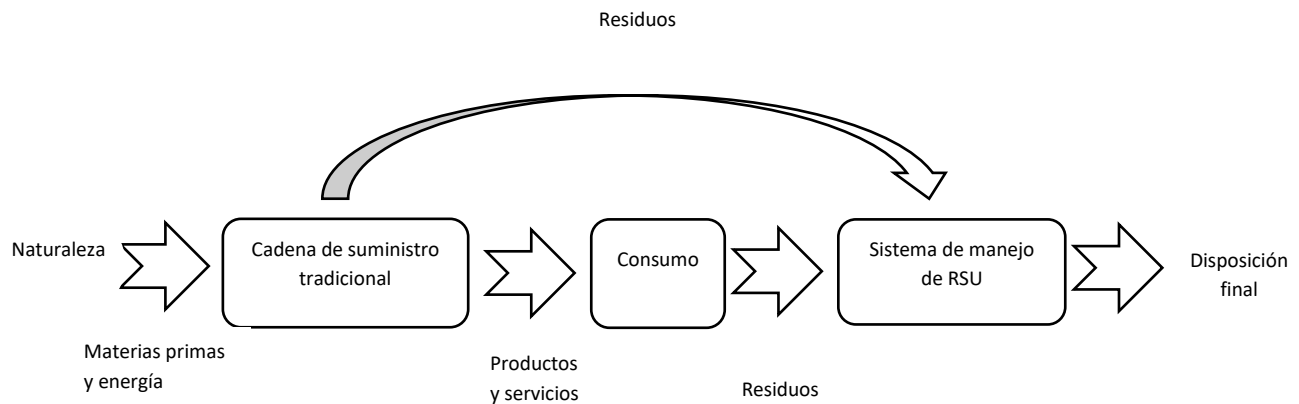 Residuos
Naturaleza
Cadena de suministro
tradicional
Consumo
Sistema de manejo
de RSU
Disposición
final
Materias primas
y energía
Productos
y servicios
Residuos